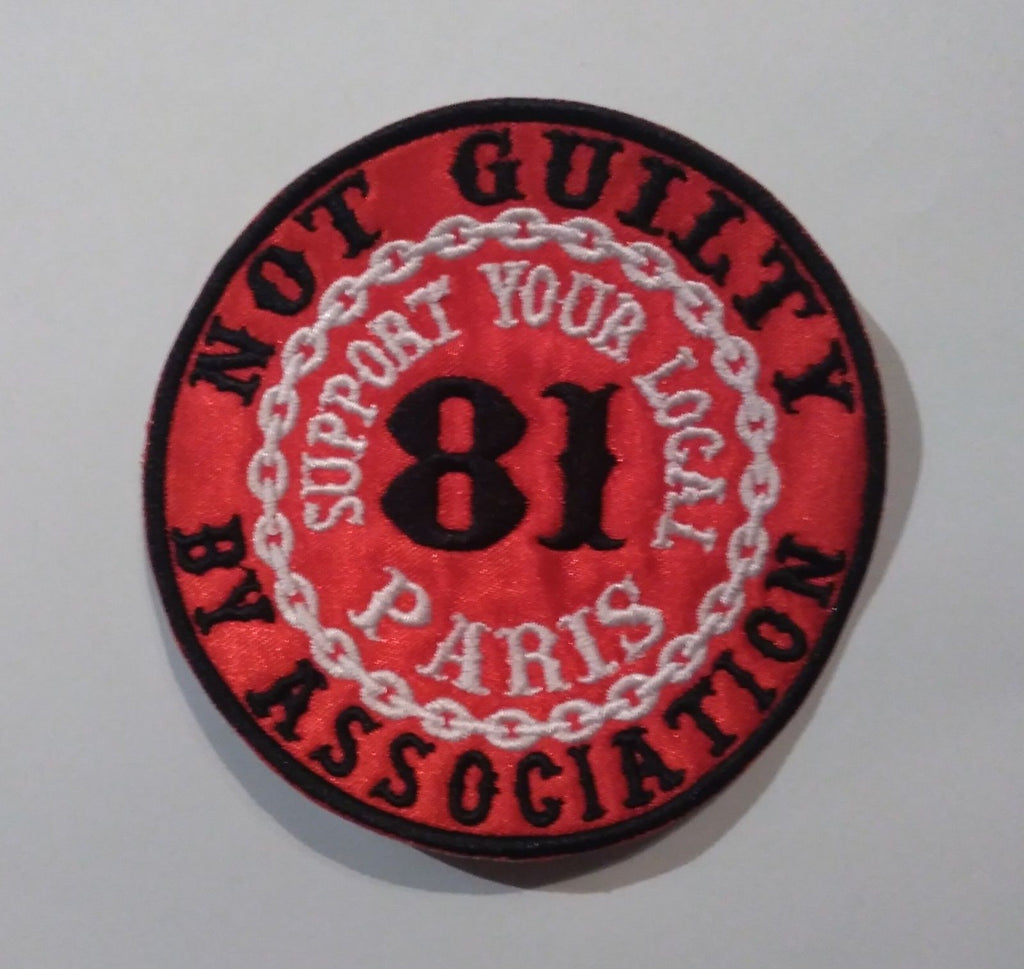 NOT GUILTY
SUPPORT YOUR LOCAL
81
PARIS
BY ASSOCIATION